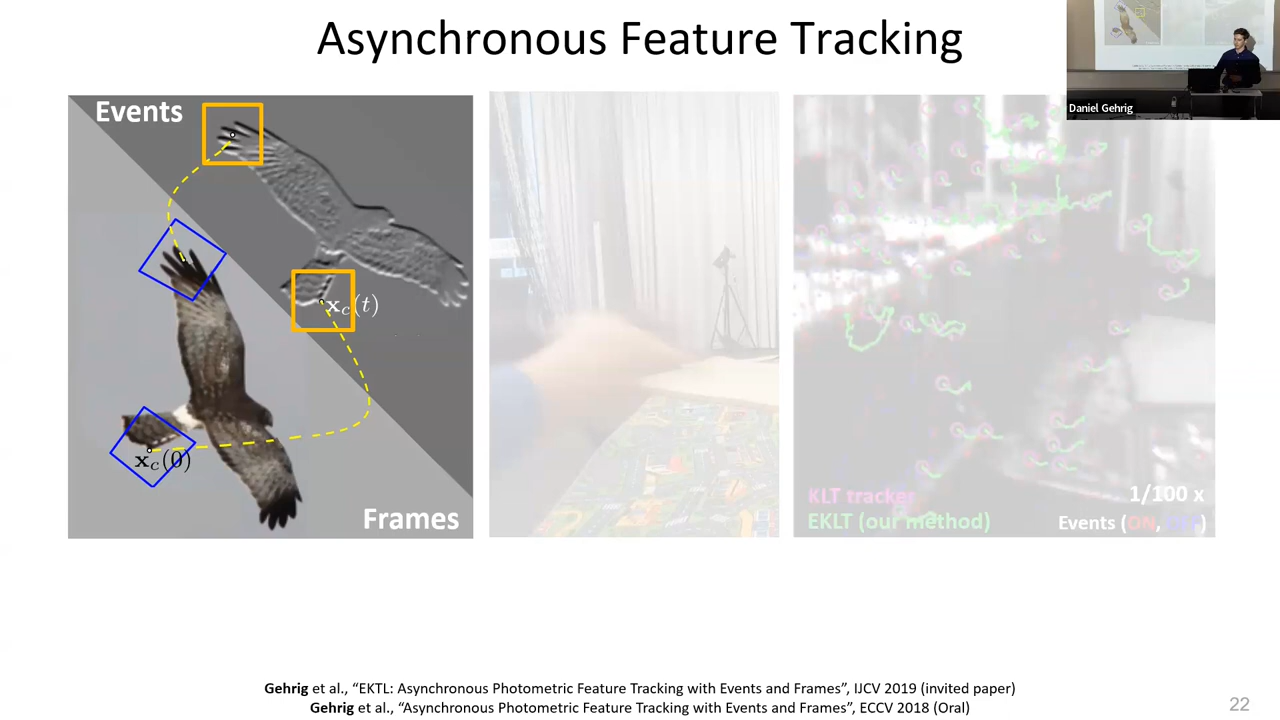 Asynchronous Feature Tracking
Daniel Gehrig
Events
x_c(t)
x_c(0)
Frames
KLT tracker
EKLT (our method)
1/100 x
Events (ON, OFF)
Gehrig et al., “EKTL: Asynchronous Photometric Feature Tracking with Events and Frames”, IJCV 2019 (invited paper)
Gehrig et al., “Asynchronous Photometric Feature Tracking with Events and Frames”, ECCV 2018 (Oral)
22